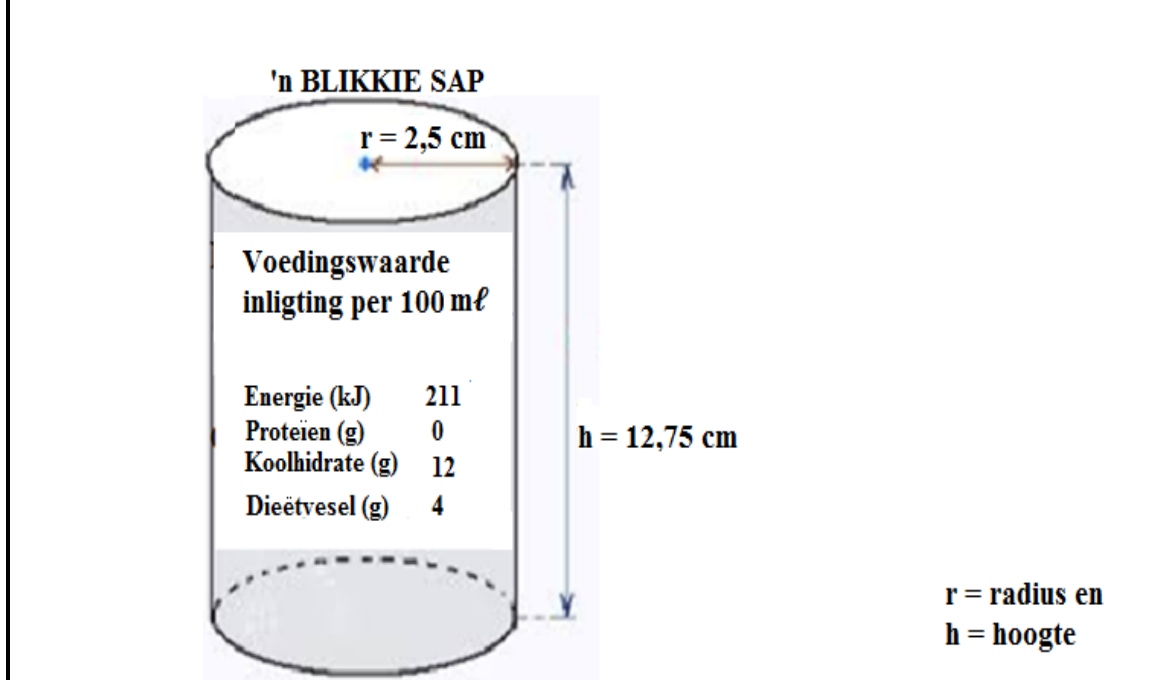 'n BLIKKIE SAP
r = 2,5 cm
Voedingswaarde
inligting per 100 mℓ
Energie (kJ) 211
Proteïen (g) 0
Koolhidrate (g) 12
Dieëtvesel (g) 4
h = 12,75 cm
r = radius en
h = hoogte